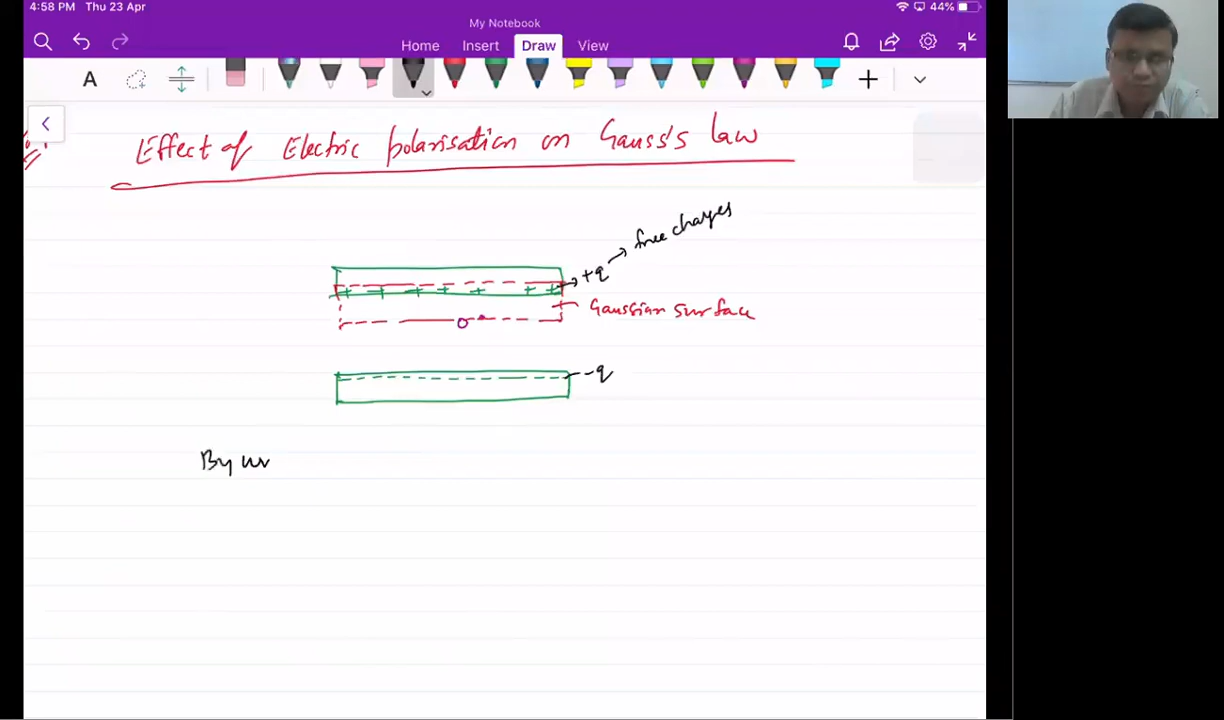 4:58 PM Thu 23 Apr
44%
My Notebook
Home Insert Draw View
A
Effect of Electric polarisation on Gauss's law
free charges
+q
Gaussian surface
-q
By